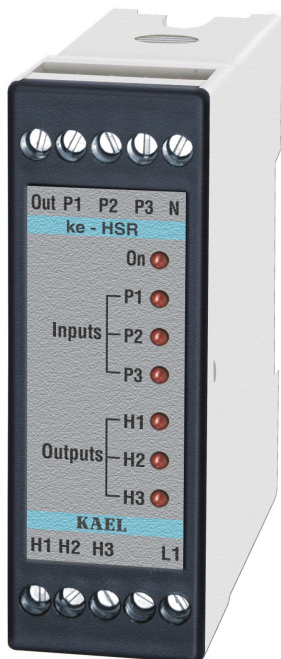 Out P1 P2 P3 N
ke - HSR
On
P1
Inputs P2
P3
H1
Outputs H2
H3
KAEL
H1 H2 H3 L1